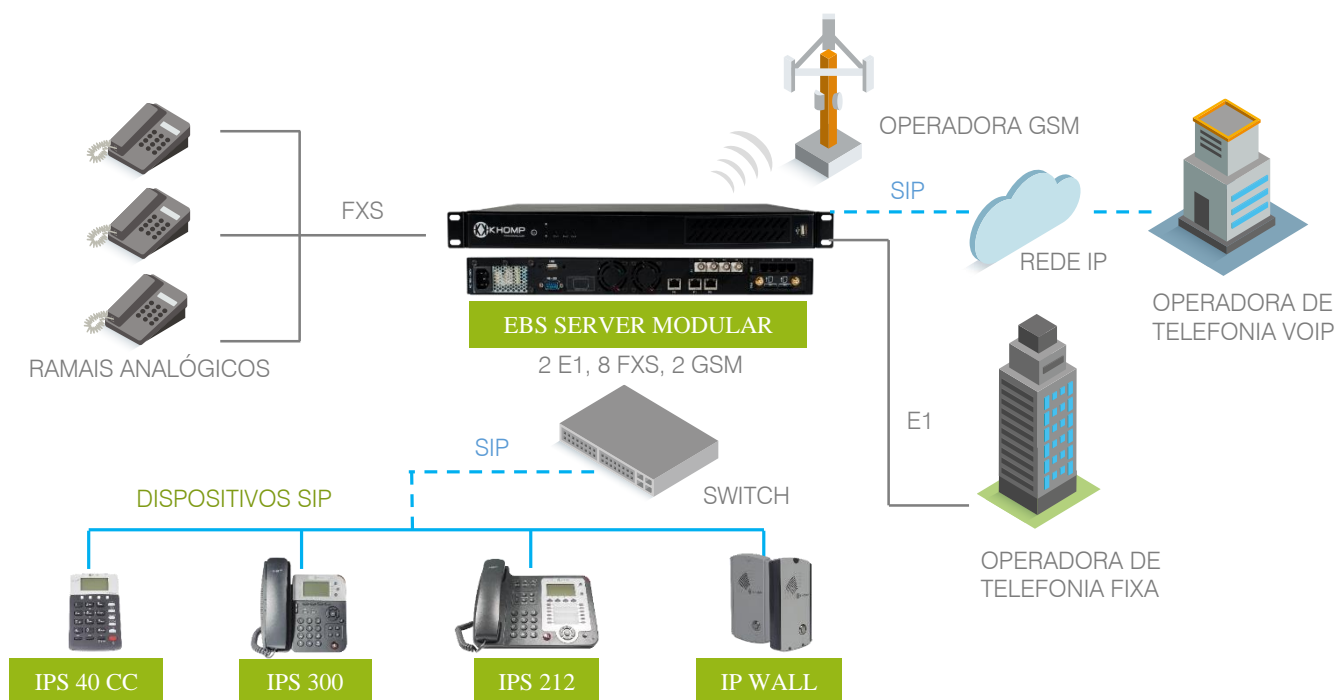 OPERADORA GSM
SIP
FXS
KHOMP
REDE IP
OPERADORA DE
TELEFONIA VOIP
EBS SERVER MODULAR
2 E1, 8 FXS, 2 GSM
RAMAIS ANALÓGICOS
E1
SIP
SWITCH
DISPOSITIVOS SIP
OPERADORA DE
TELEFONIA FIXA
IPS 40 CC
IPS 300
IPS 212
IP WALL